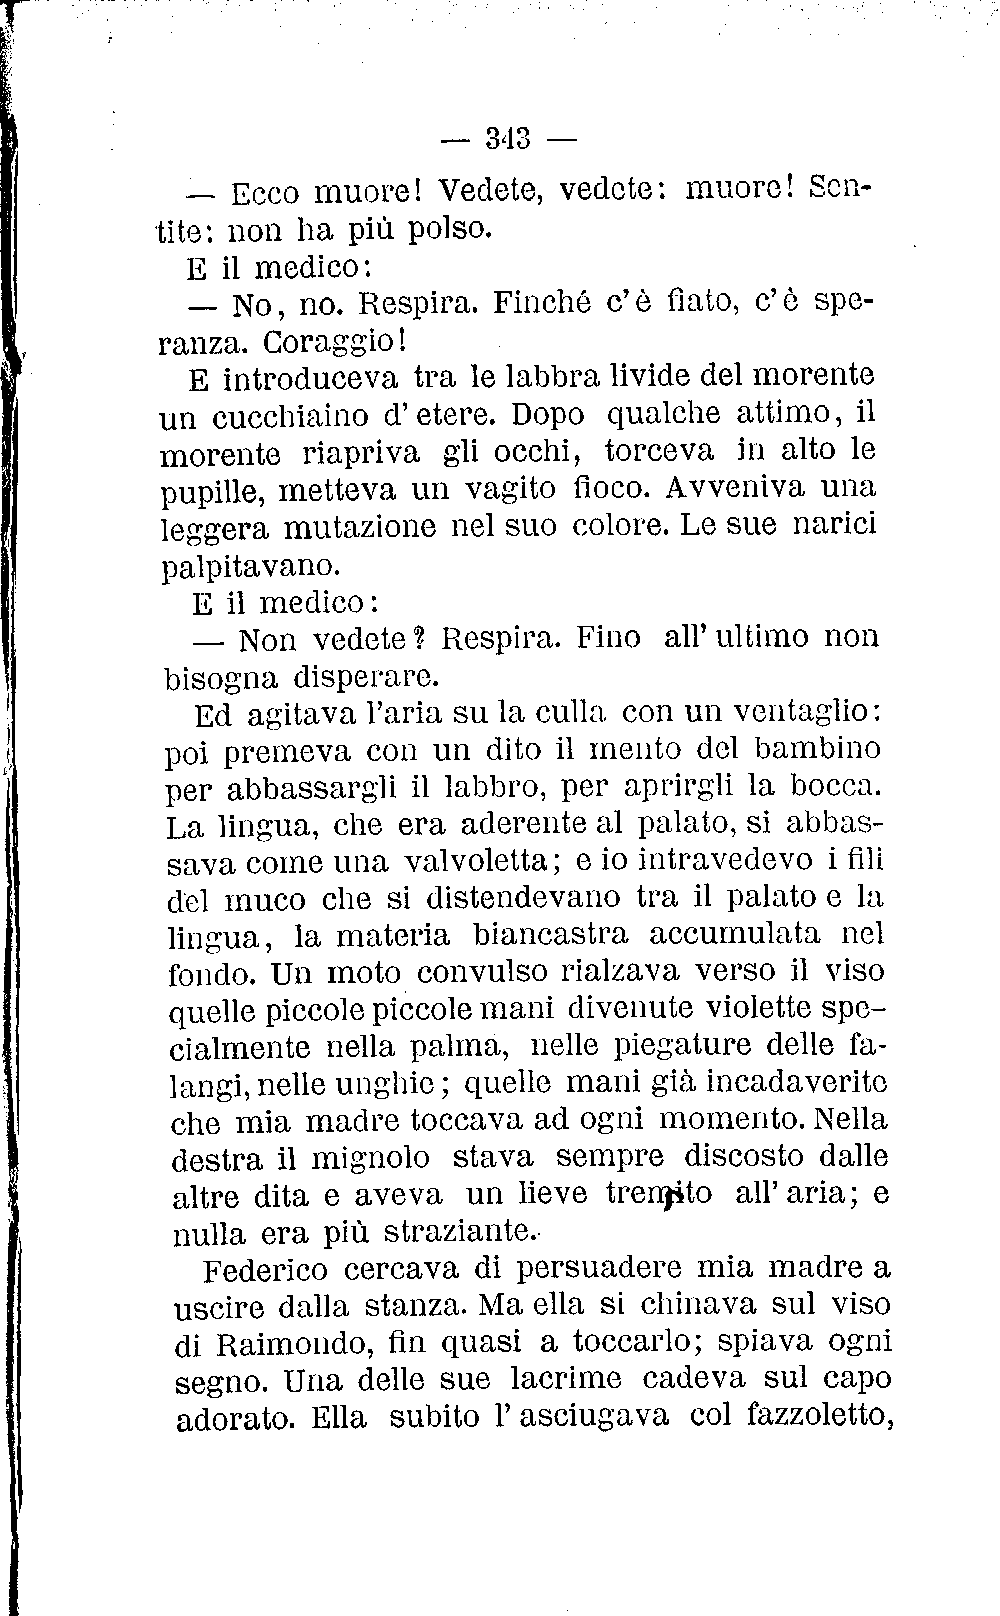 — 343 —
— Ecco muore! Vedete, vedete: muore! Sen-
tite: non ha più polso.
E il medico:
— No, no. Respira. Finché c'è fiato, c'è spe-
ranza. Coraggio!
E introduceva tra le labbra livide del morente
un cucchiaino d'etere. Dopo qualche attimo, il
morente riapriva gli occhi, torceva in alto le
pupille, metteva un vagito fioco. Avveniva una
leggera mutazione nel suo colore. Le sue narici
palpitavano.
E il medico:
— Non vedete? Respira. Fino all'ultimo non
bisogna disperare.
Ed agitava l'aria su la culla con un ventaglio:
poi premeva con un dito il mento del bambino
per abbassargli il labbro, per aprirgli la bocca.
La lingua, che era aderente al palato, si abbas-
sava come una valvoletta; e io intravedevo i fili
del muco che si distendevano tra il palato e la
lingua, la materia biancastra accumulata nel
fondo. Un moto convulso rialzava verso il viso
quelle piccole piccole mani divenute violette spe-
cialmente nella palma, nelle piegature delle fa-
langi, nelle unghie; quelle mani già incadaverite
che mia madre toccava ad ogni momento. Nella
destra il mignolo stava sempre discosto dalle
altre dita e aveva un lieve tremito all'aria; e
nulla era più straziante.
Federico cercava di persuadere mia madre a
uscire dalla stanza. Ma ella si chinava sul viso
di Raimondo, fin quasi a toccarlo; spiava ogni
segno. Una delle sue lacrime cadeva sul capo
adorato. Ella subito l'asciugava col fazzoletto,